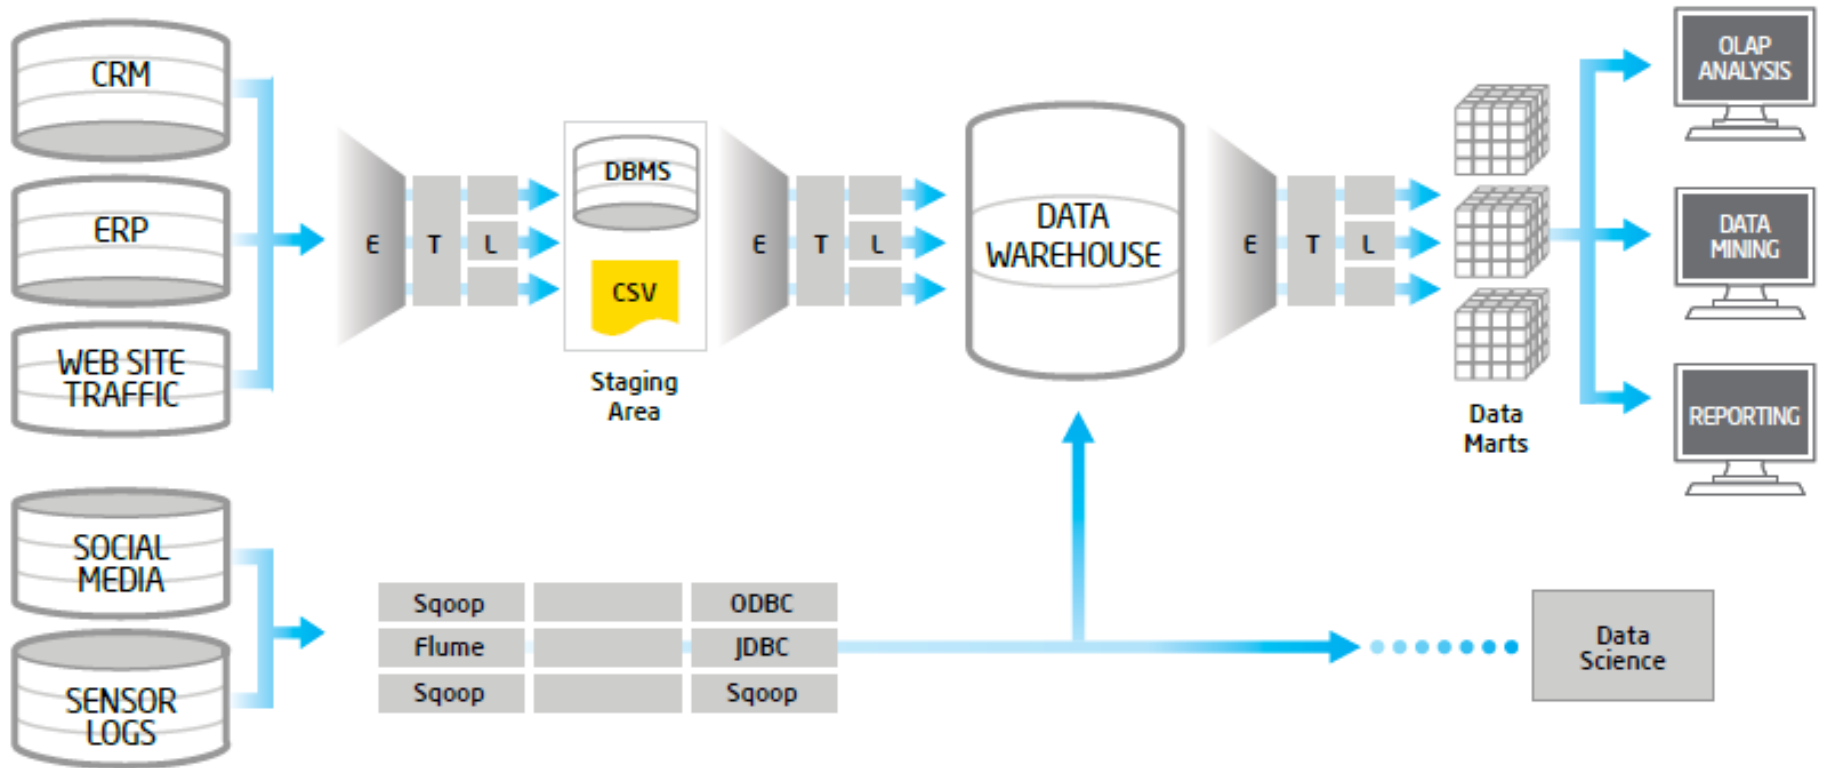 CRM
ERP
WEB SITE
TRAFFIC
E
T
L
DBMS
CSV
Staging
Area
E
T
L
DATA
WAREHOUSE
E
T
L
Data
Marts
OLAP
ANALYSIS
DATA
MINING
REPORTING
SOCIAL
MEDIA
SENSOR
LOGS
Sqoop
ODBC
Flume
JDBC
Sqoop
Sqoop
Data
Science